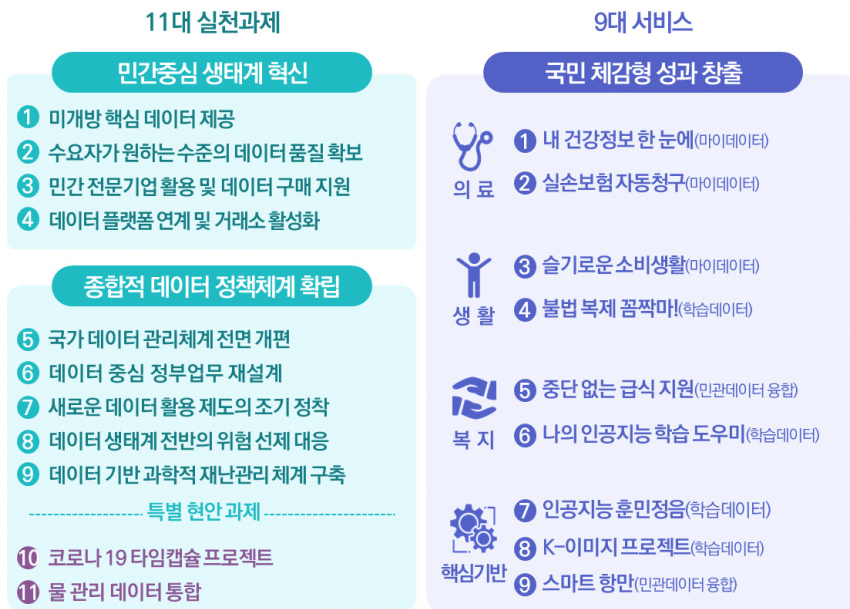 11대 실천과제
민간중심 생태계 혁신
1 미개방 핵심 데이터 제공
2 수요자가 원하는 수준의 데이터 품질 확보
3 민간 전문기업 활용 및 데이터 구매 지원
4 데이터 플랫폼 연계 및 거래소 활성화
종합적 데이터 정책체계 확립
5 국가 데이터 관리체계 전면 개편
6 데이터 중심 정부업무 재설계
7 새로운 데이터 활용 제도의 조기 정착
8 데이터 생태계 전반의 위험 선제 대응
9 데이터 기반 과학적 재난관리 체계 구축
특별 현안 과제
10 코로나 19 타임캡슐 프로젝트
11 물 관리 데이터 통합
9대 서비스
국민 체감형 성과 창출
의료
1 내 건강정보 한 눈에(마이데이터)
2 실손보험 자동청구(마이데이터)
생활
3 슬기로운 소비생활(마이데이터)
4 불법 복제 꼼짝마!(학습데이터)
복지
5 중단 없는 급식 지원(민관데이터 융합)
6 나의 인공지능 학습 도우미(학습데이터)
핵심기반
7 인공지능 훈민정음(학습데이터)
8 K-이미지 프로젝트(학습데이터)
9 스마트 항만(민관데이터 융합)